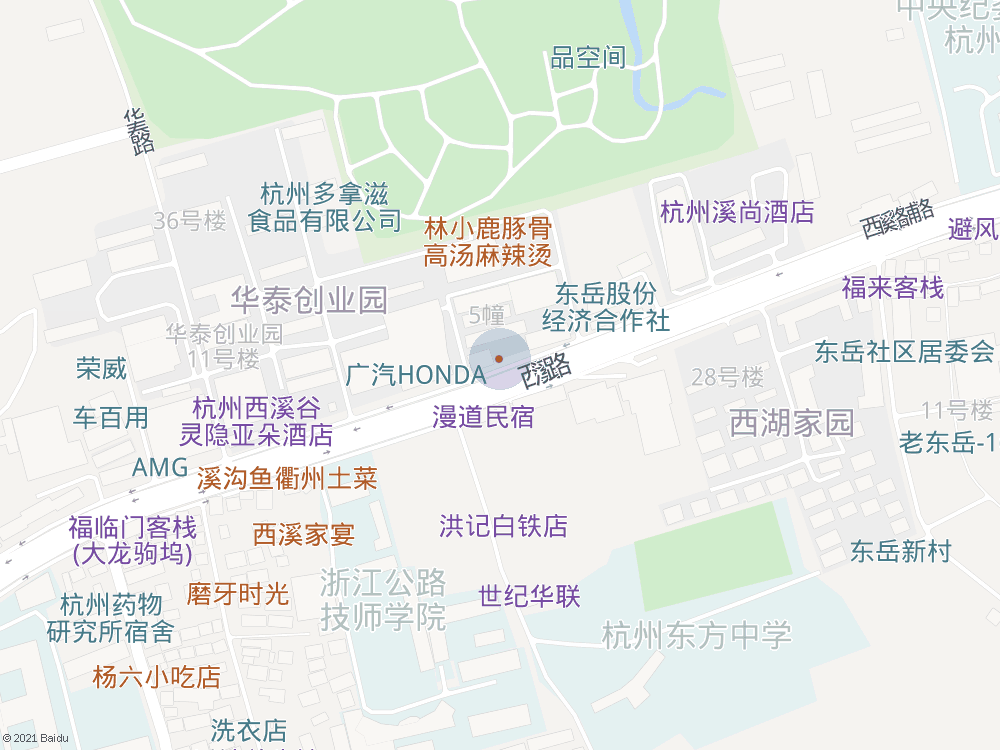 中央纪
杭州
品空间
华泰路
杭州多拿滋
食品有限公司
36号楼
杭州溪尚酒店
西溪路辅路
避风
林小鹿豚骨
高汤麻辣烫
福来客栈
华泰创业园
东岳股份
经济合作社
5幢
华泰创业园
11号楼
东岳社区居委会
荣威
广汽HONDA
西溪路
28号楼
车百用
杭州西溪谷
灵隐亚朵酒店
漫道民宿
西湖家园
11号楼
老东岳-1
AMG
溪沟鱼衢州土菜
福临门客栈
(大龙驹坞)
西溪家宴
洪记白铁店
东岳新村
浙江公路
技师学院
磨牙时光
世纪华联
杭州药物
研究所宿舍
杭州东方中学
杨六小吃店
洗衣店
© 2021 Baidu